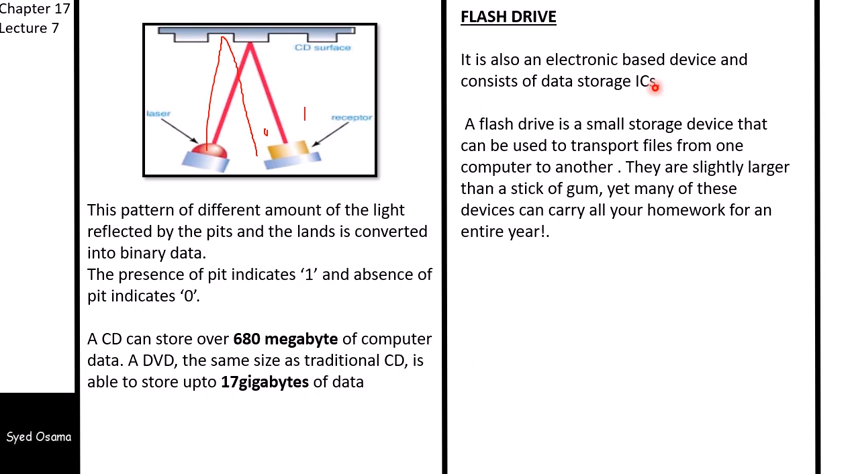 Chapter 17
Lecture 7
CD surface
laser
receptor
0
1
This pattern of different amount of the light
reflected by the pits and the lands is converted
into binary data.
The presence of pit indicates ‘1’ and absence of
pit indicates ‘0’.
A CD can store over 680 megabyte of computer
data. A DVD, the same size as traditional CD, is
able to store upto 17gigabytes of data
FLASH DRIVE
It is also an electronic based device and
consists of data storage ICs
A flash drive is a small storage device that
can be used to transport files from one
computer to another . They are slightly larger
than a stick of gum, yet many of these
devices can carry all your homework for an
entire year!.
Syed Osama